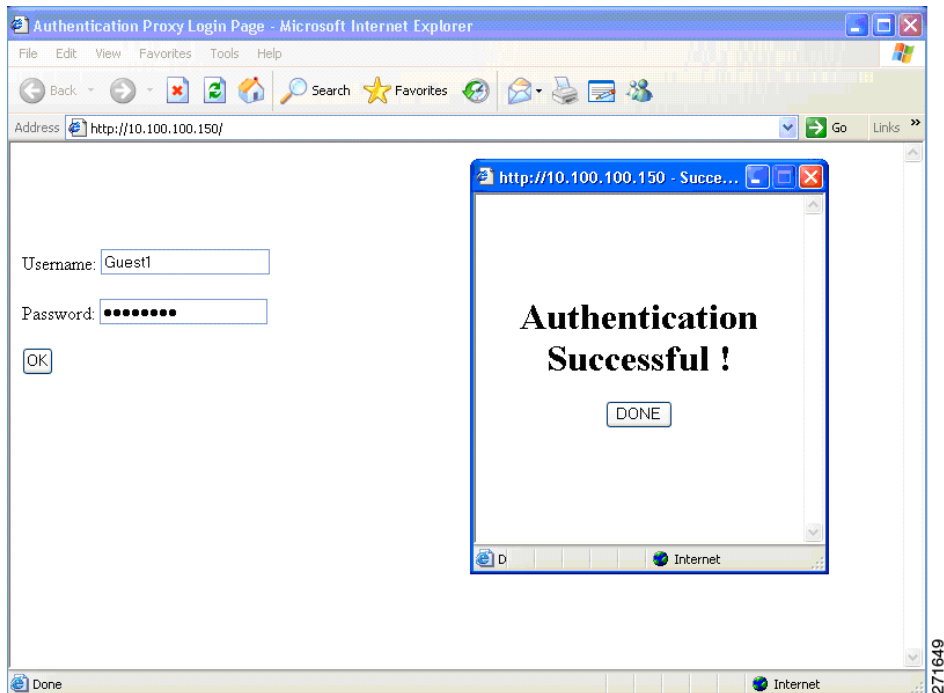 Authentication Proxy Login Page - Microsoft Internet Explorer
File Edit View Favorites Tools Help
Back Search Favorites
Address http://10.100.100.150/ Go Links »
http://10.100.100.150 - Succe...
Username: Guest1
Password: ●●●●●●●●
OK
Authentication
Successful !
DONE
D Internet
Done Internet
271649